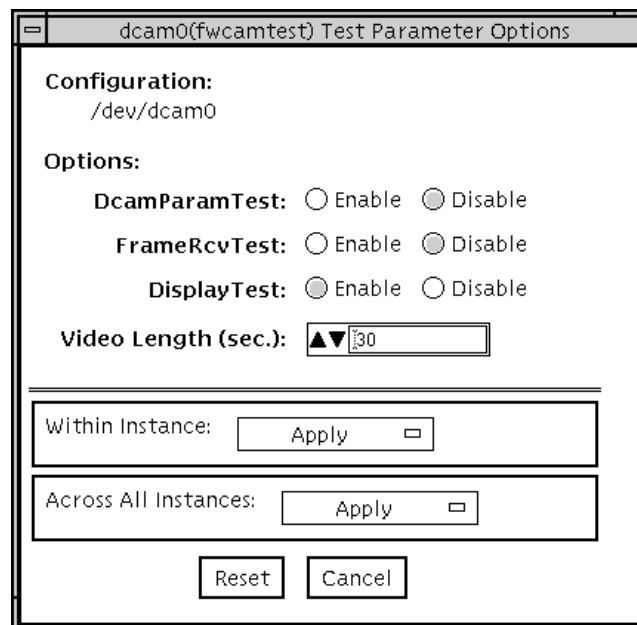 dcam0(fwcamtest) Test Parameter Options
Configuration:
/dev/dcam0
Options:
DcamParamTest: Enable Disable
FrameRcvTest: Enable Disable
DisplayTest: Enable Disable
Video Length (sec.): 30
Within Instance: Apply
Across All Instances: Apply
Reset Cancel